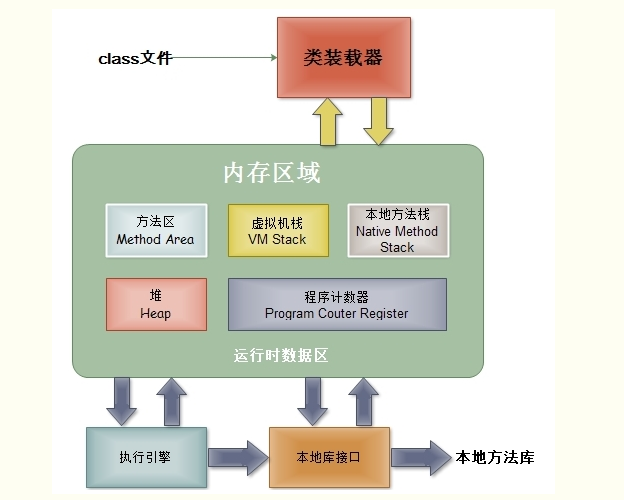 class文件
类装载器
内存区域
方法区
Method Area
虚拟机栈
VM Stack
本地方法栈
Native Method
Stack
堆
Heap
程序计数器
Program Couter Register
运行时数据区
执行引擎
本地库接口
本地方法库